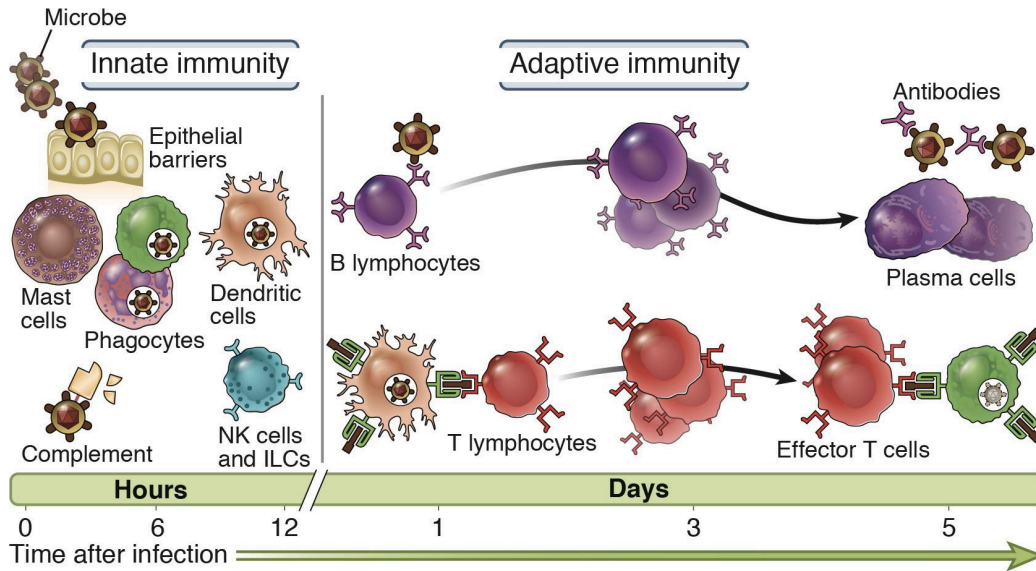 Microbe
Innate immunity
Epithelial
barriers
Mast
cells
Phagocytes
Dendritic
cells
Complement
NK cells
and ILCs
Adaptive immunity
B lymphocytes
Antibodies
Plasma cells
T lymphocytes
Effector T cells
Hours
Days
0
6
12
1
3
5
Time after infection